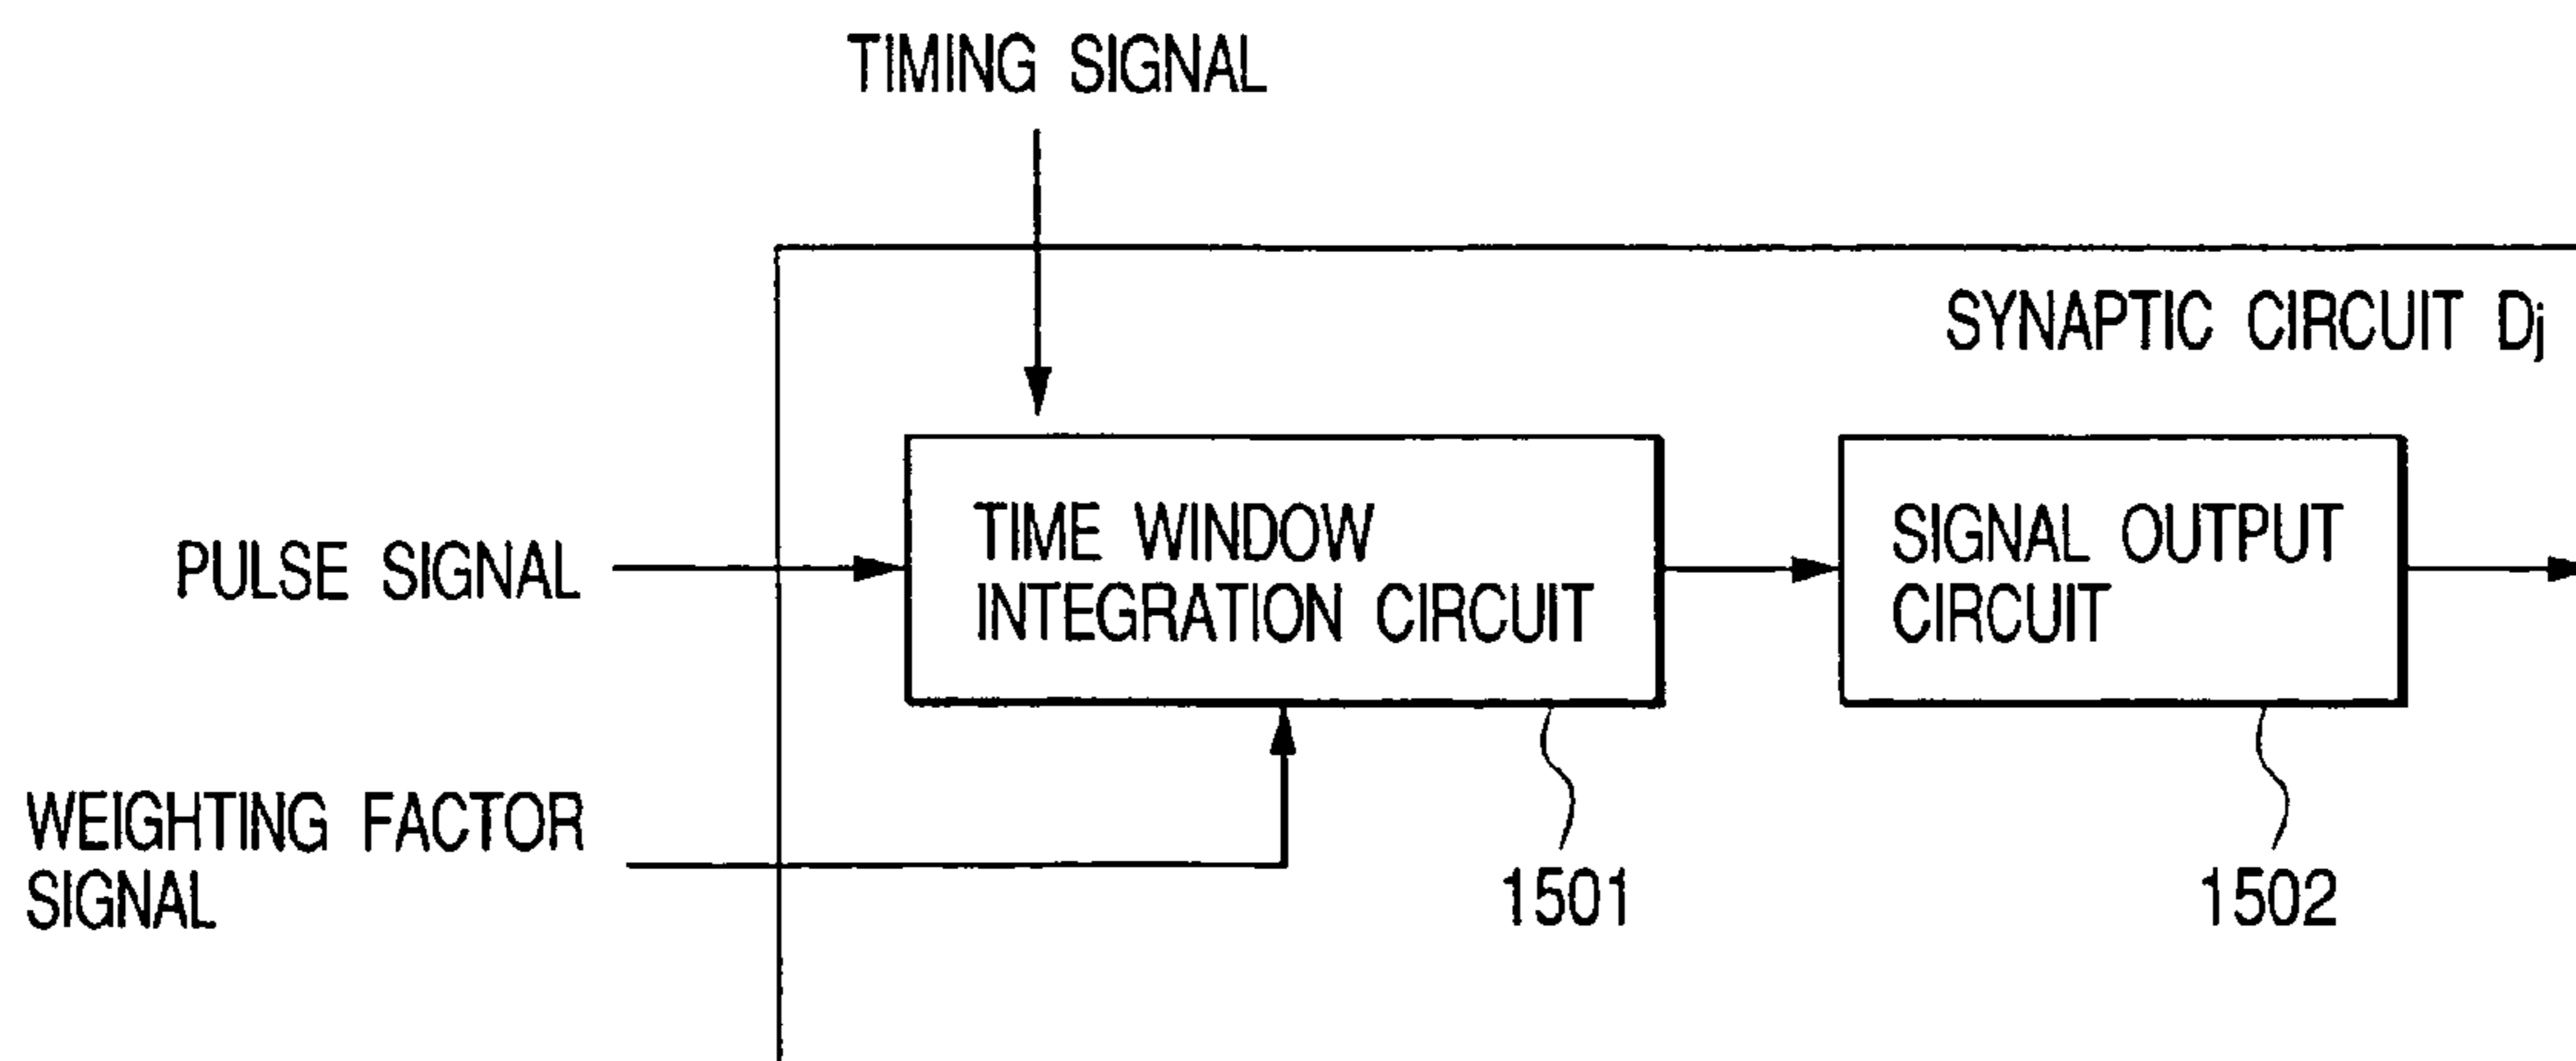 TIMING SIGNAL
SYNAPTIC CIRCUIT Dj
PULSE SIGNAL
TIME WINDOW
INTEGRATION CIRCUIT
SIGNAL OUTPUT
CIRCUIT
WEIGHTING FACTOR
SIGNAL
1501
1502